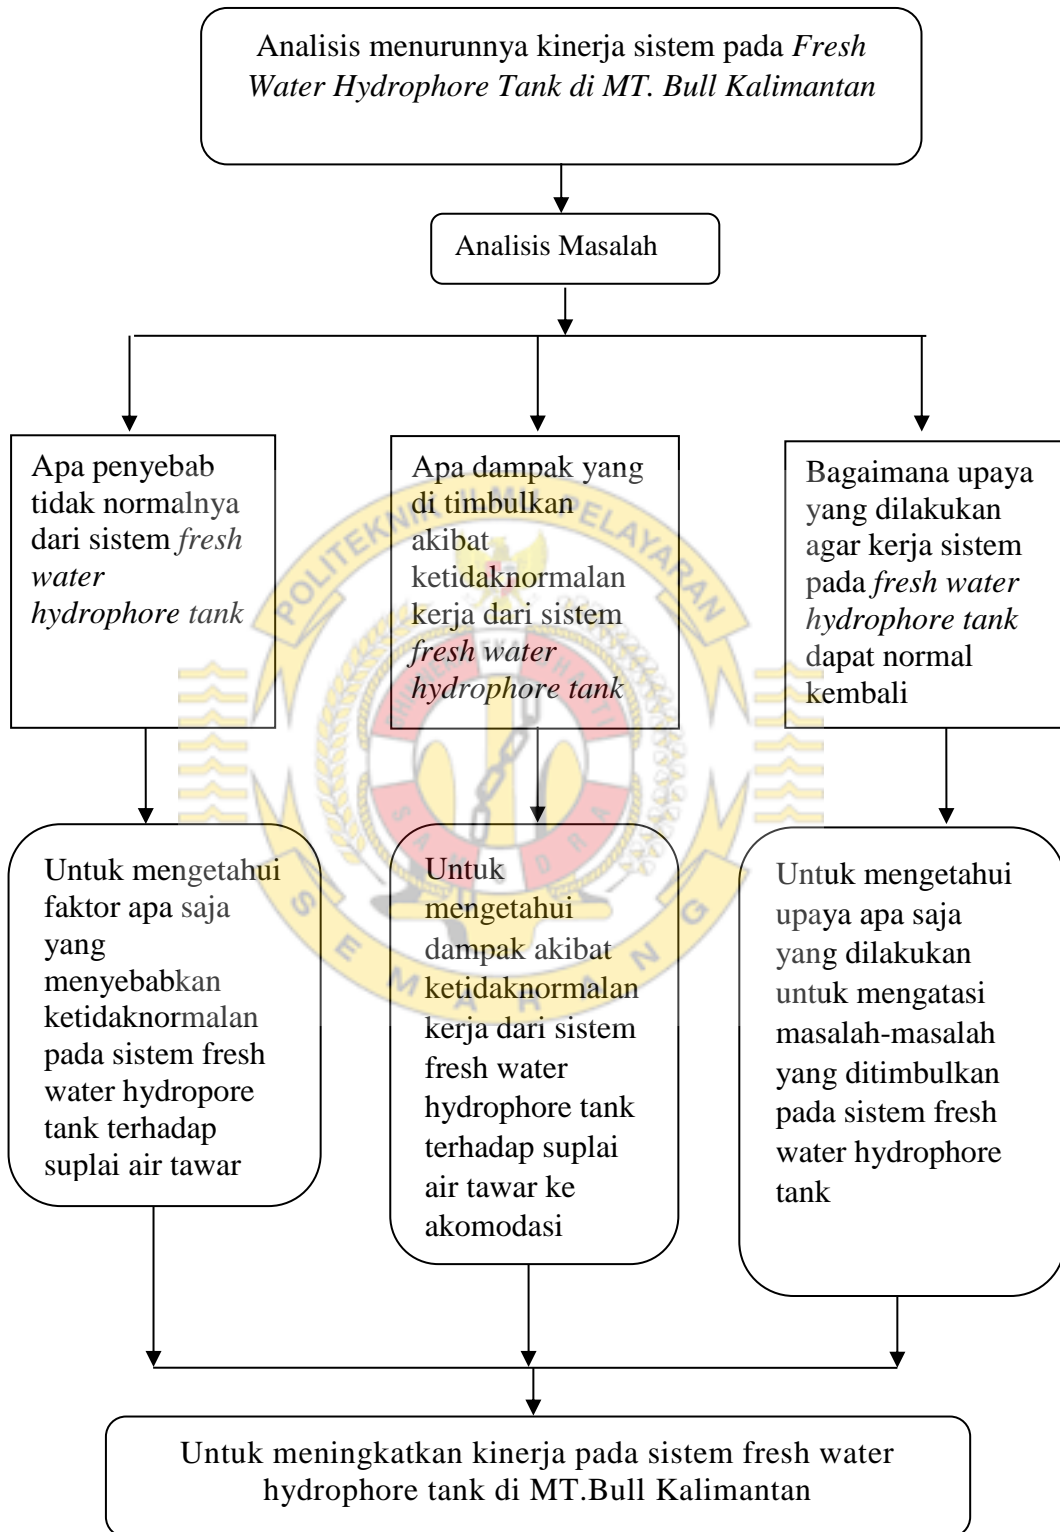 Analisis menurunnya kinerja sistem pada Fresh
Water Hydrophore Tank di MT. Bull Kalimantan
Analisis Masalah
Apa penyebab
tidak normalnya
dari sistem fresh
water
hydrophore tank
Apa dampak yang
di timbulkan
akibat
ketidaknormalan
kerja dari sistem
fresh water
hydrophore tank
Bagaimana upaya
yang dilakukan
agar kerja sistem
pada fresh water
hydrophore tank
dapat normal
kembali
POLITEKNIK ILMU PELAYARAN
SEMARANG
Untuk mengetahui
faktor apa saja
yang
menyebabkan
ketidaknormalan
pada sistem fresh
water hydropore
tank terhadap
suplai air tawar
Untuk
mengetahui
dampak akibat
ketidaknormalan
kerja dari sistem
fresh water
hydrophore tank
terhadap suplai
air tawar ke
akomodasi
Untuk mengetahui
upaya apa saja
yang dilakukan
untuk mengatasi
masalah-masalah
yang ditimbulkan
pada sistem fresh
water hydrophore
tank
Untuk meningkatkan kinerja pada sistem fresh water
hydrophore tank di MT.Bull Kalimantan